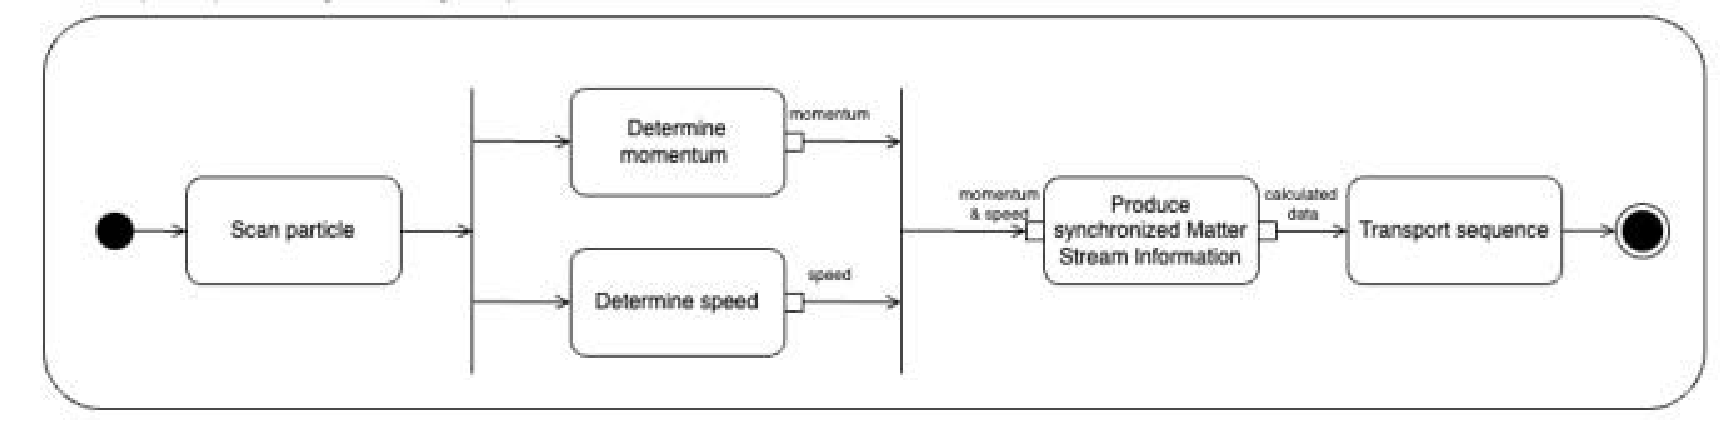 Scan particle
Determine
momentum
momentum
Determine speed
speed
momentum
& speed
Produce
synchronized Matter
Stream Information
calculated
data
Transport sequence